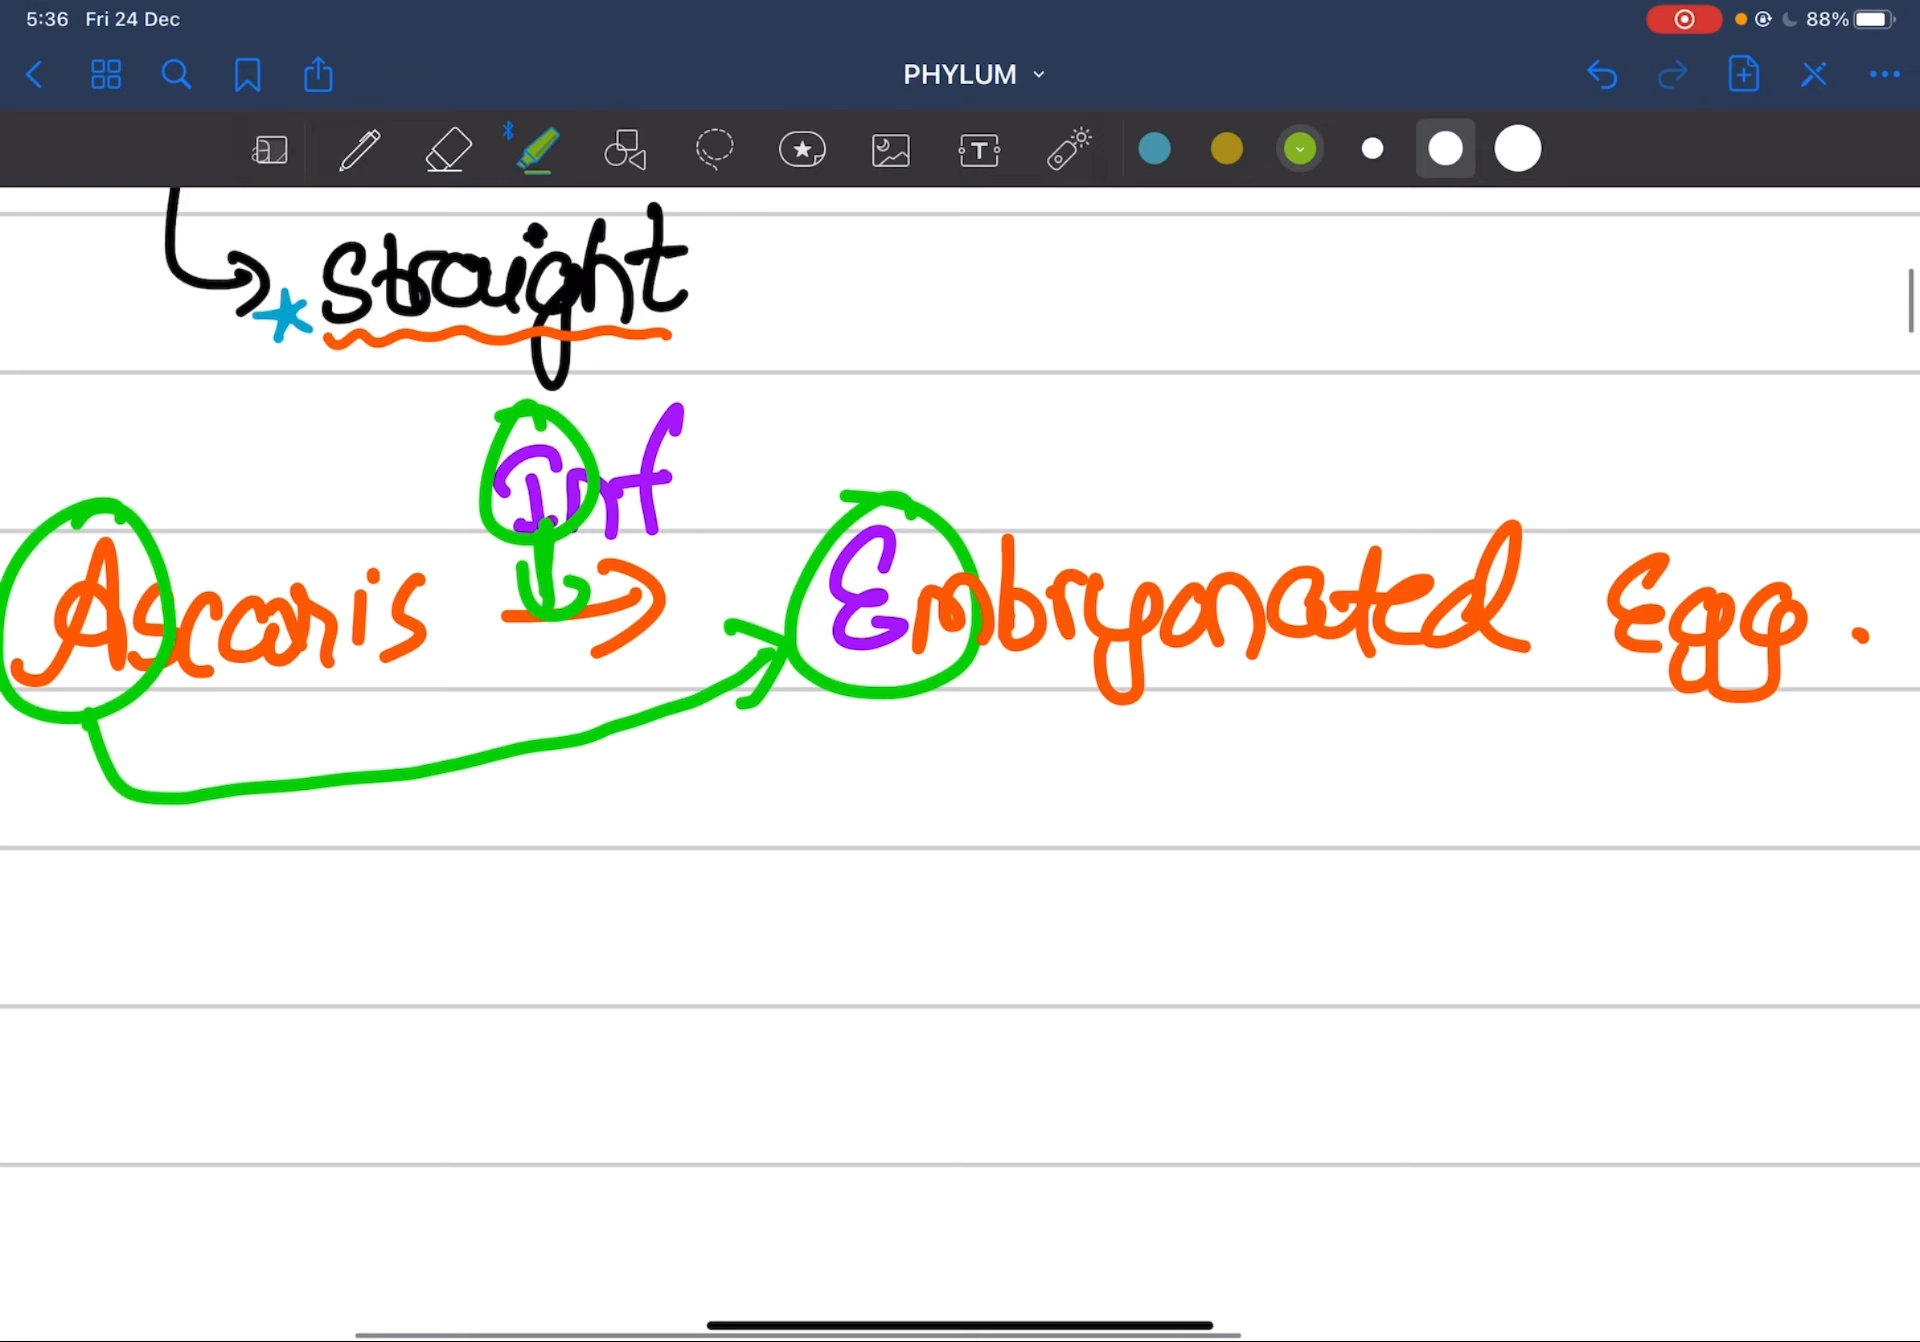 5:36 Fri 24 Dec 88%
PHYLUM
T
* straight
Inf
Ascaris → Embryonated Egg.